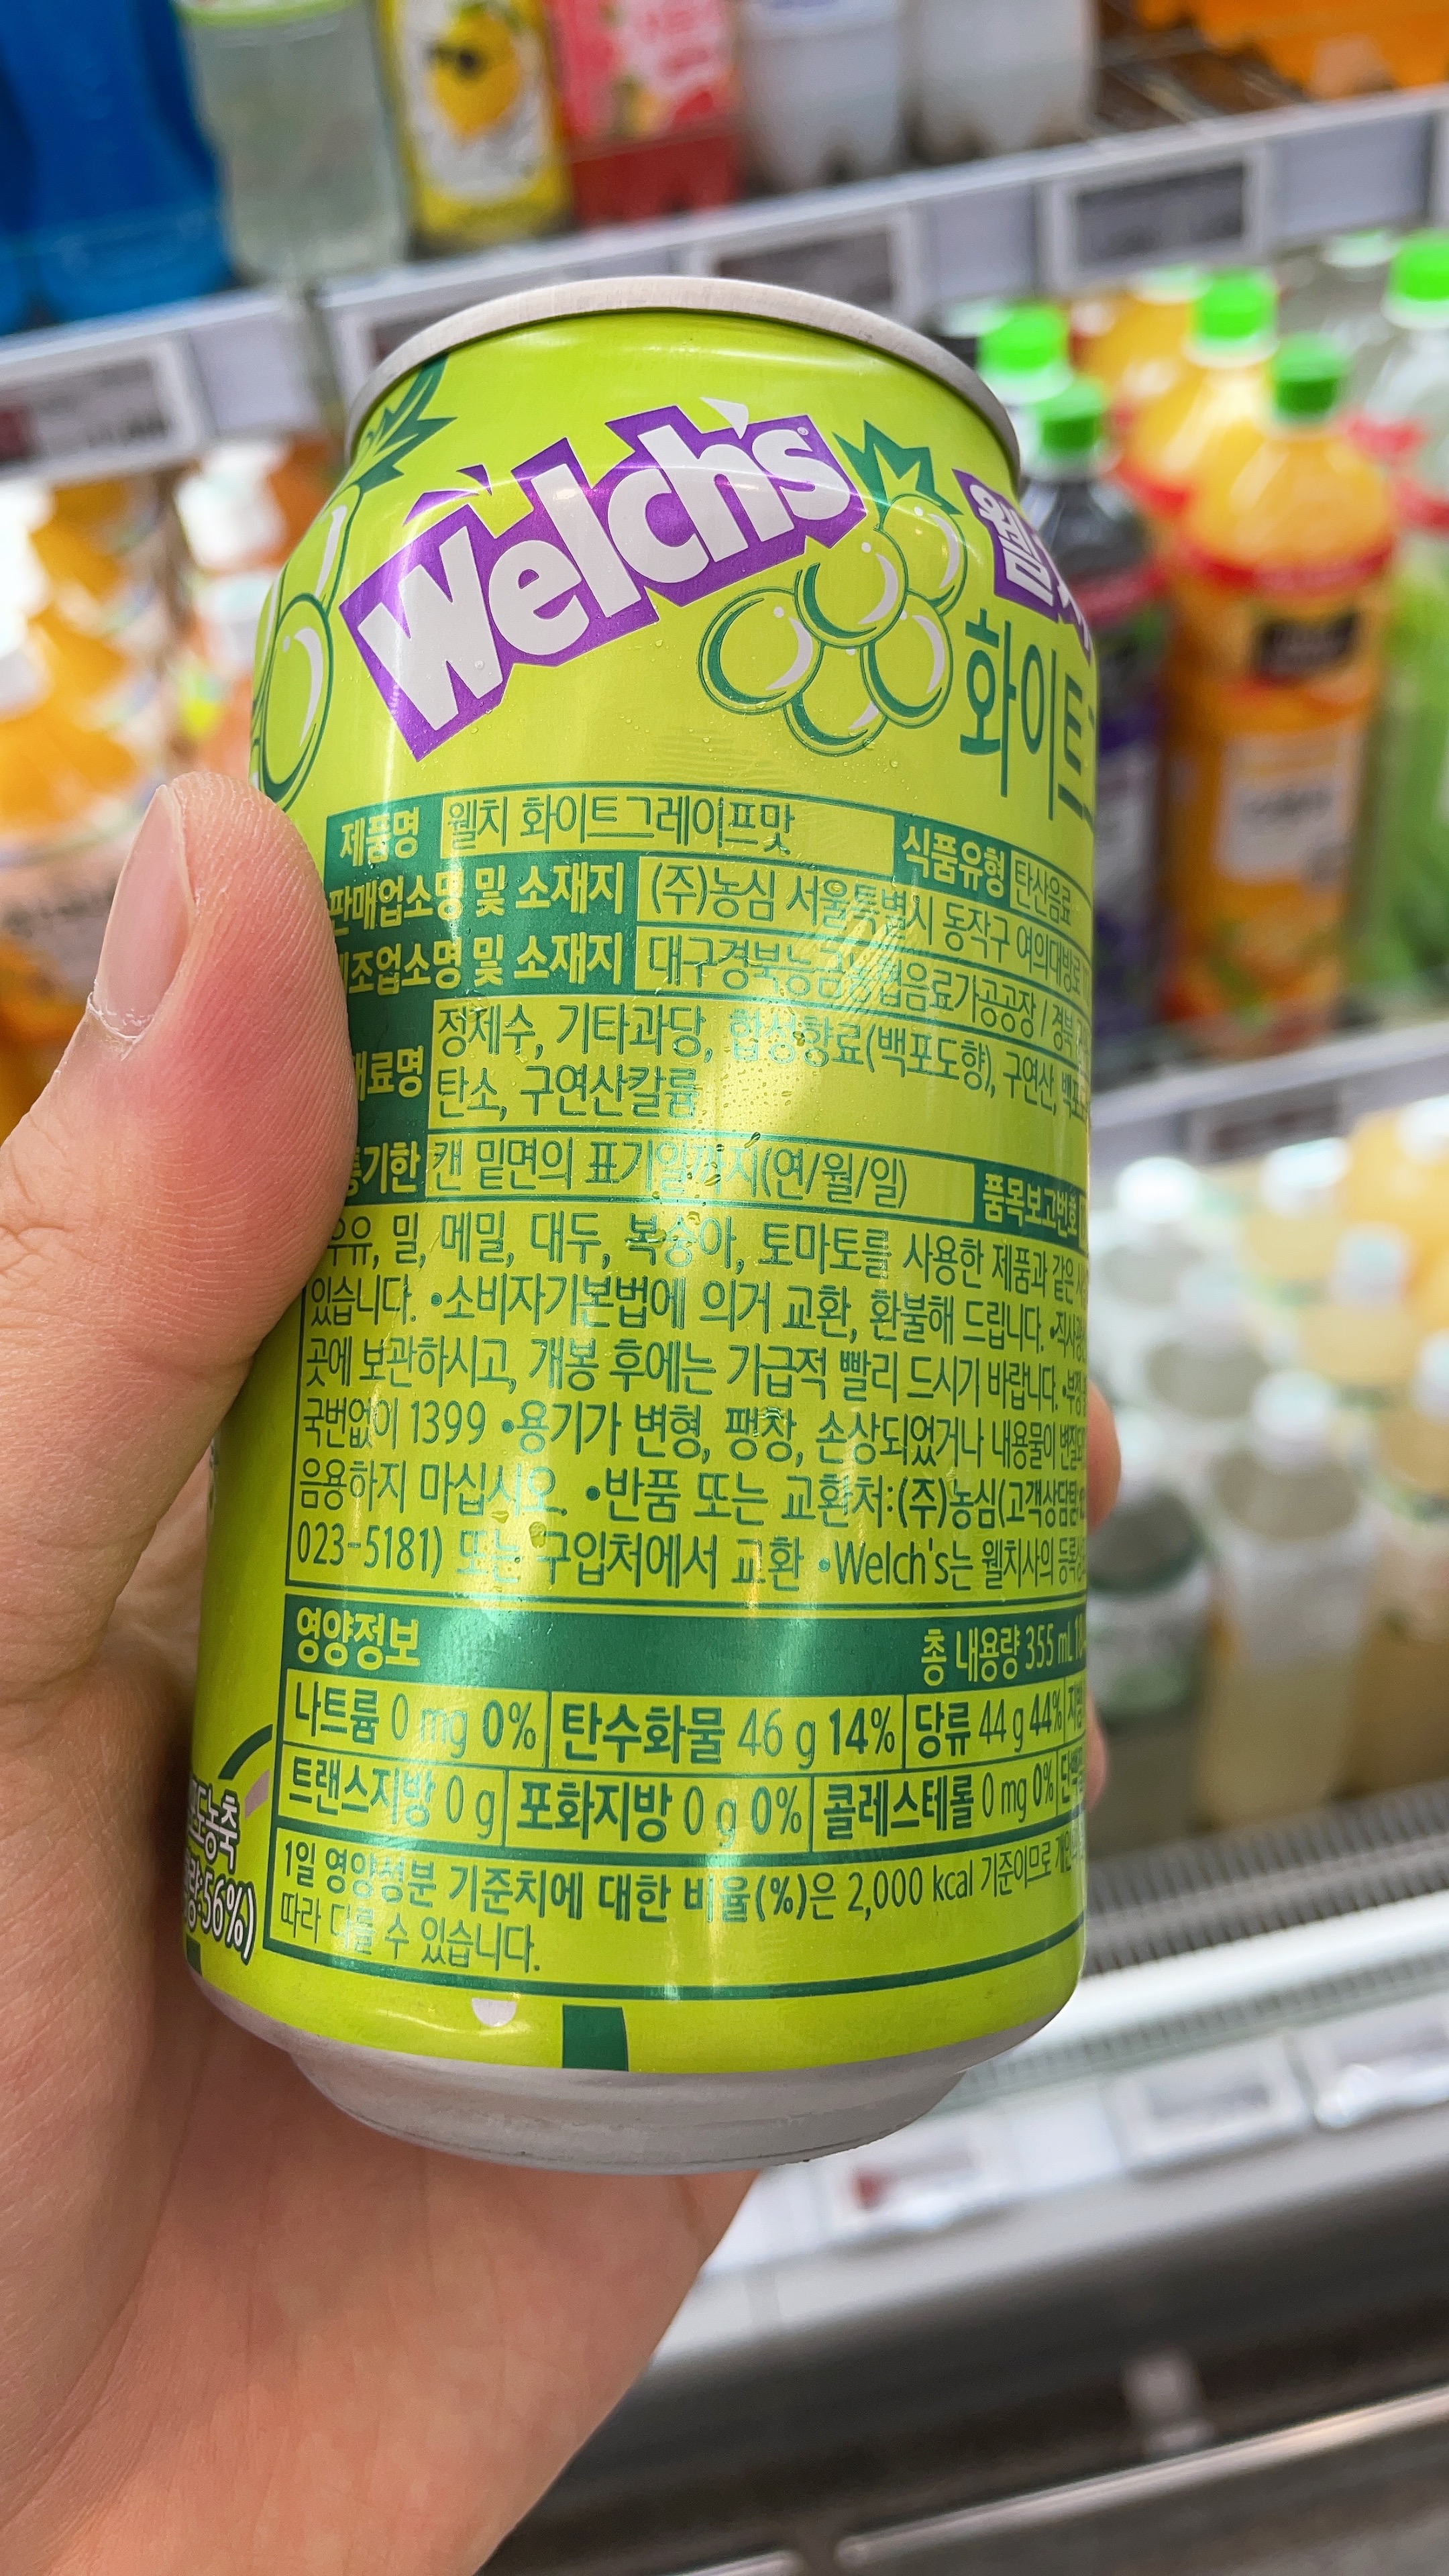 Welch's
웰치
화이트
제품명 웰치 화이트그레이프맛 식품유형 탄산음료
판매업소명 및 소재지 (주)농심 서울특별시 동작구 여의대방로
제조업소명 및 소재지 대구경북능금농협음료가공공장 / 경북
정제수, 기타과당, 합성향료(백포도향), 구연산,
탄소, 구연산칼륨
캔 밑면의 표기일까지(연/월/일) 품목보고번호
우유, 밀, 메밀, 대두, 복숭아, 토마토를 사용한 제품과 같은
있습니다. •소비자기본법에 의거 교환, 환불해 드립니다.
곳에 보관하시고, 개봉 후에는 가급적 빨리 드시기 바랍니다.
국번없이 1399 •용기가 변형, 팽창, 손상되었거나 내용물이
음용하지 마십시오. •반품 또는 교환처:(주)농심(고객상담팀
023-5181) 또는 구입처에서 교환 •Welch's는 웰치사의
영양정보 총 내용량 355 mL
나트륨 0 mg 0% 탄수화물 46 g 14% 당류 44 g 44%
트랜스지방 0 g 포화지방 0 g 0% 콜레스테롤 0 mg 0%
1일 영양성분 기준치에 대한 비율(%)은 2,000 kcal 기준이므로
따라 다를 수 있습니다.
56%)